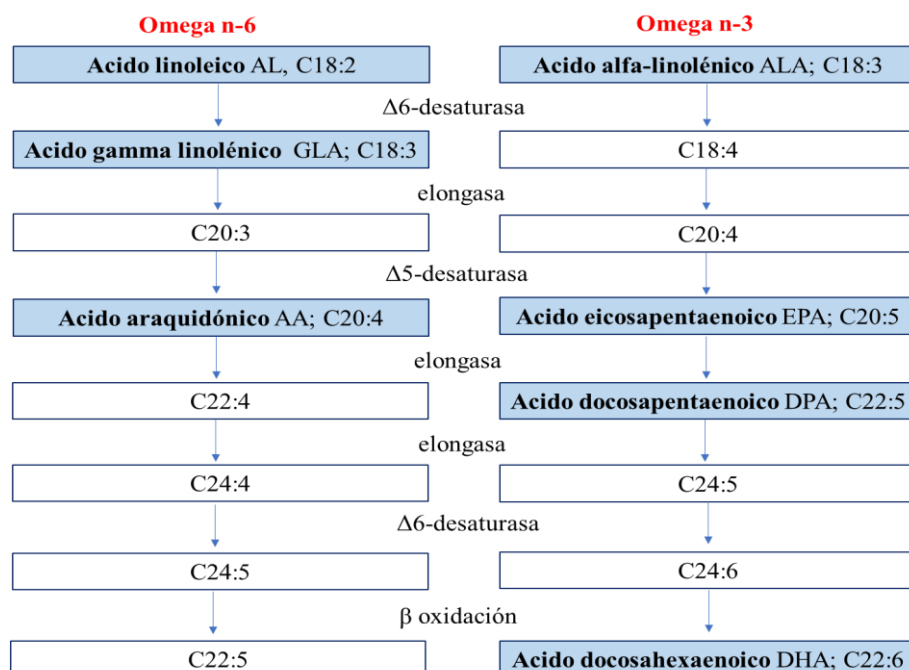 Omega n-6
Omega n-3
Acido linoleico AL, C18:2
Acido alfa-linolénico ALA; C18:3
Δ6-desaturasa
Acido gamma linolénico GLA; C18:3
C18:4
elongasa
C20:3
C20:4
Δ5-desaturasa
Acido araquidónico AA; C20:4
Acido eicosapentaenoico EPA; C20:5
elongasa
C22:4
Acido docosapentaenoico DPA; C22:5
elongasa
C24:4
C24:5
Δ6-desaturasa
C24:5
C24:6
β oxidación
C22:5
Acido docosahexaenoico DHA; C22:6